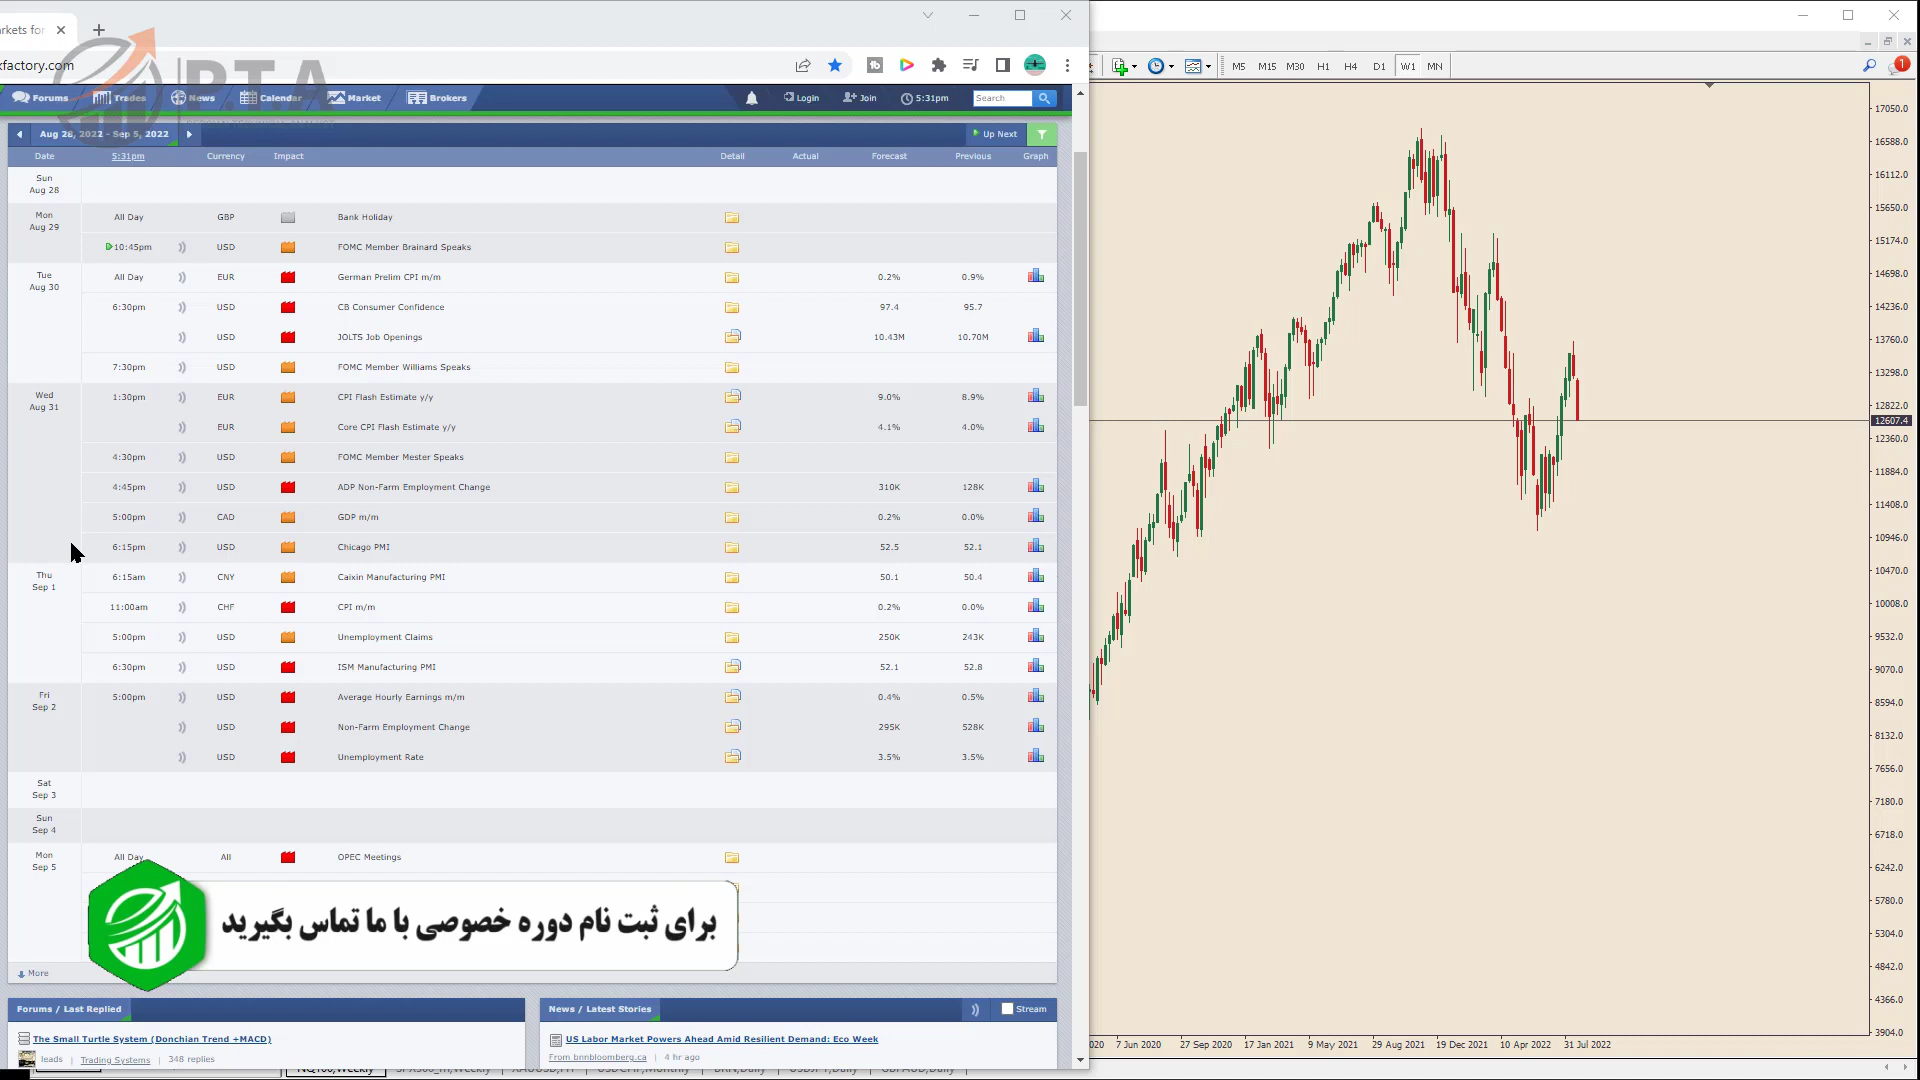 rkets for
xfactory.com
P.T.A
Forums Trades News Calendar Market Brokers Login Join 5:31pm Search
Aug 28, 2022 - Sep 5, 2022 Up Next
Date 5:31pm Currency Impact Detail Actual Forecast Previous Graph
Sun
Aug 28
Mon
Aug 29
All Day GBP Bank Holiday
10:45pm USD FOMC Member Brainard Speaks
Tue
Aug 30
All Day EUR German Prelim CPI m/m 0.2% 0.9%
6:30pm USD CB Consumer Confidence 97.4 95.7
USD JOLTS Job Openings 10.43M 10.70M
7:30pm USD FOMC Member Williams Speaks
Wed
Aug 31
1:30pm EUR CPI Flash Estimate y/y 9.0% 8.9%
EUR Core CPI Flash Estimate y/y 4.1% 4.0%
4:30pm USD FOMC Member Mester Speaks
4:45pm USD ADP Non-Farm Employment Change 310K 128K
5:00pm CAD GDP m/m 0.2% 0.0%
6:15pm USD Chicago PMI 52.5 52.1
Thu
Sep 1
6:15am CNY Caixin Manufacturing PMI 50.1 50.4
11:00am CHF CPI m/m 0.2% 0.0%
5:00pm USD Unemployment Claims 250K 243K
6:30pm USD ISM Manufacturing PMI 52.1 52.8
Fri
Sep 2
5:00pm USD Average Hourly Earnings m/m 0.4% 0.5%
USD Non-Farm Employment Change 295K 528K
USD Unemployment Rate 3.5% 3.5%
Sat
Sep 3
Sun
Sep 4
Mon
Sep 5
All Day All OPEC Meetings
برای ثبت نام دوره خصوصی با ما تماس بگیرید
More
Forums / Last Replied
The Small Turtle System (Donchian Trend +MACD)
leads | Trading Systems | 348 replies
News / Latest Stories Stream
US Labor Market Powers Ahead Amid Resilient Demand: Eco Week
From bnnbloomberg.ca | 4 hr ago
M5 M15 M30 H1 H4 D1 W1 MN 1
17050.0
16588.0
16112.0
15650.0
15174.0
14698.0
14236.0
13760.0
13298.0
12822.0
12607.4
12360.0
11884.0
11408.0
10946.0
10470.0
10008.0
9532.0
9070.0
8594.0
8132.0
7656.0
7180.0
6718.0
6242.0
5780.0
5304.0
4842.0
4366.0
3904.0
2020 7 Jun 2020 27 Sep 2020 17 Jan 2021 9 May 2021 29 Aug 2021 19 Dec 2021 10 Apr 2022 31 Jul 2022
NQ100,Weekly